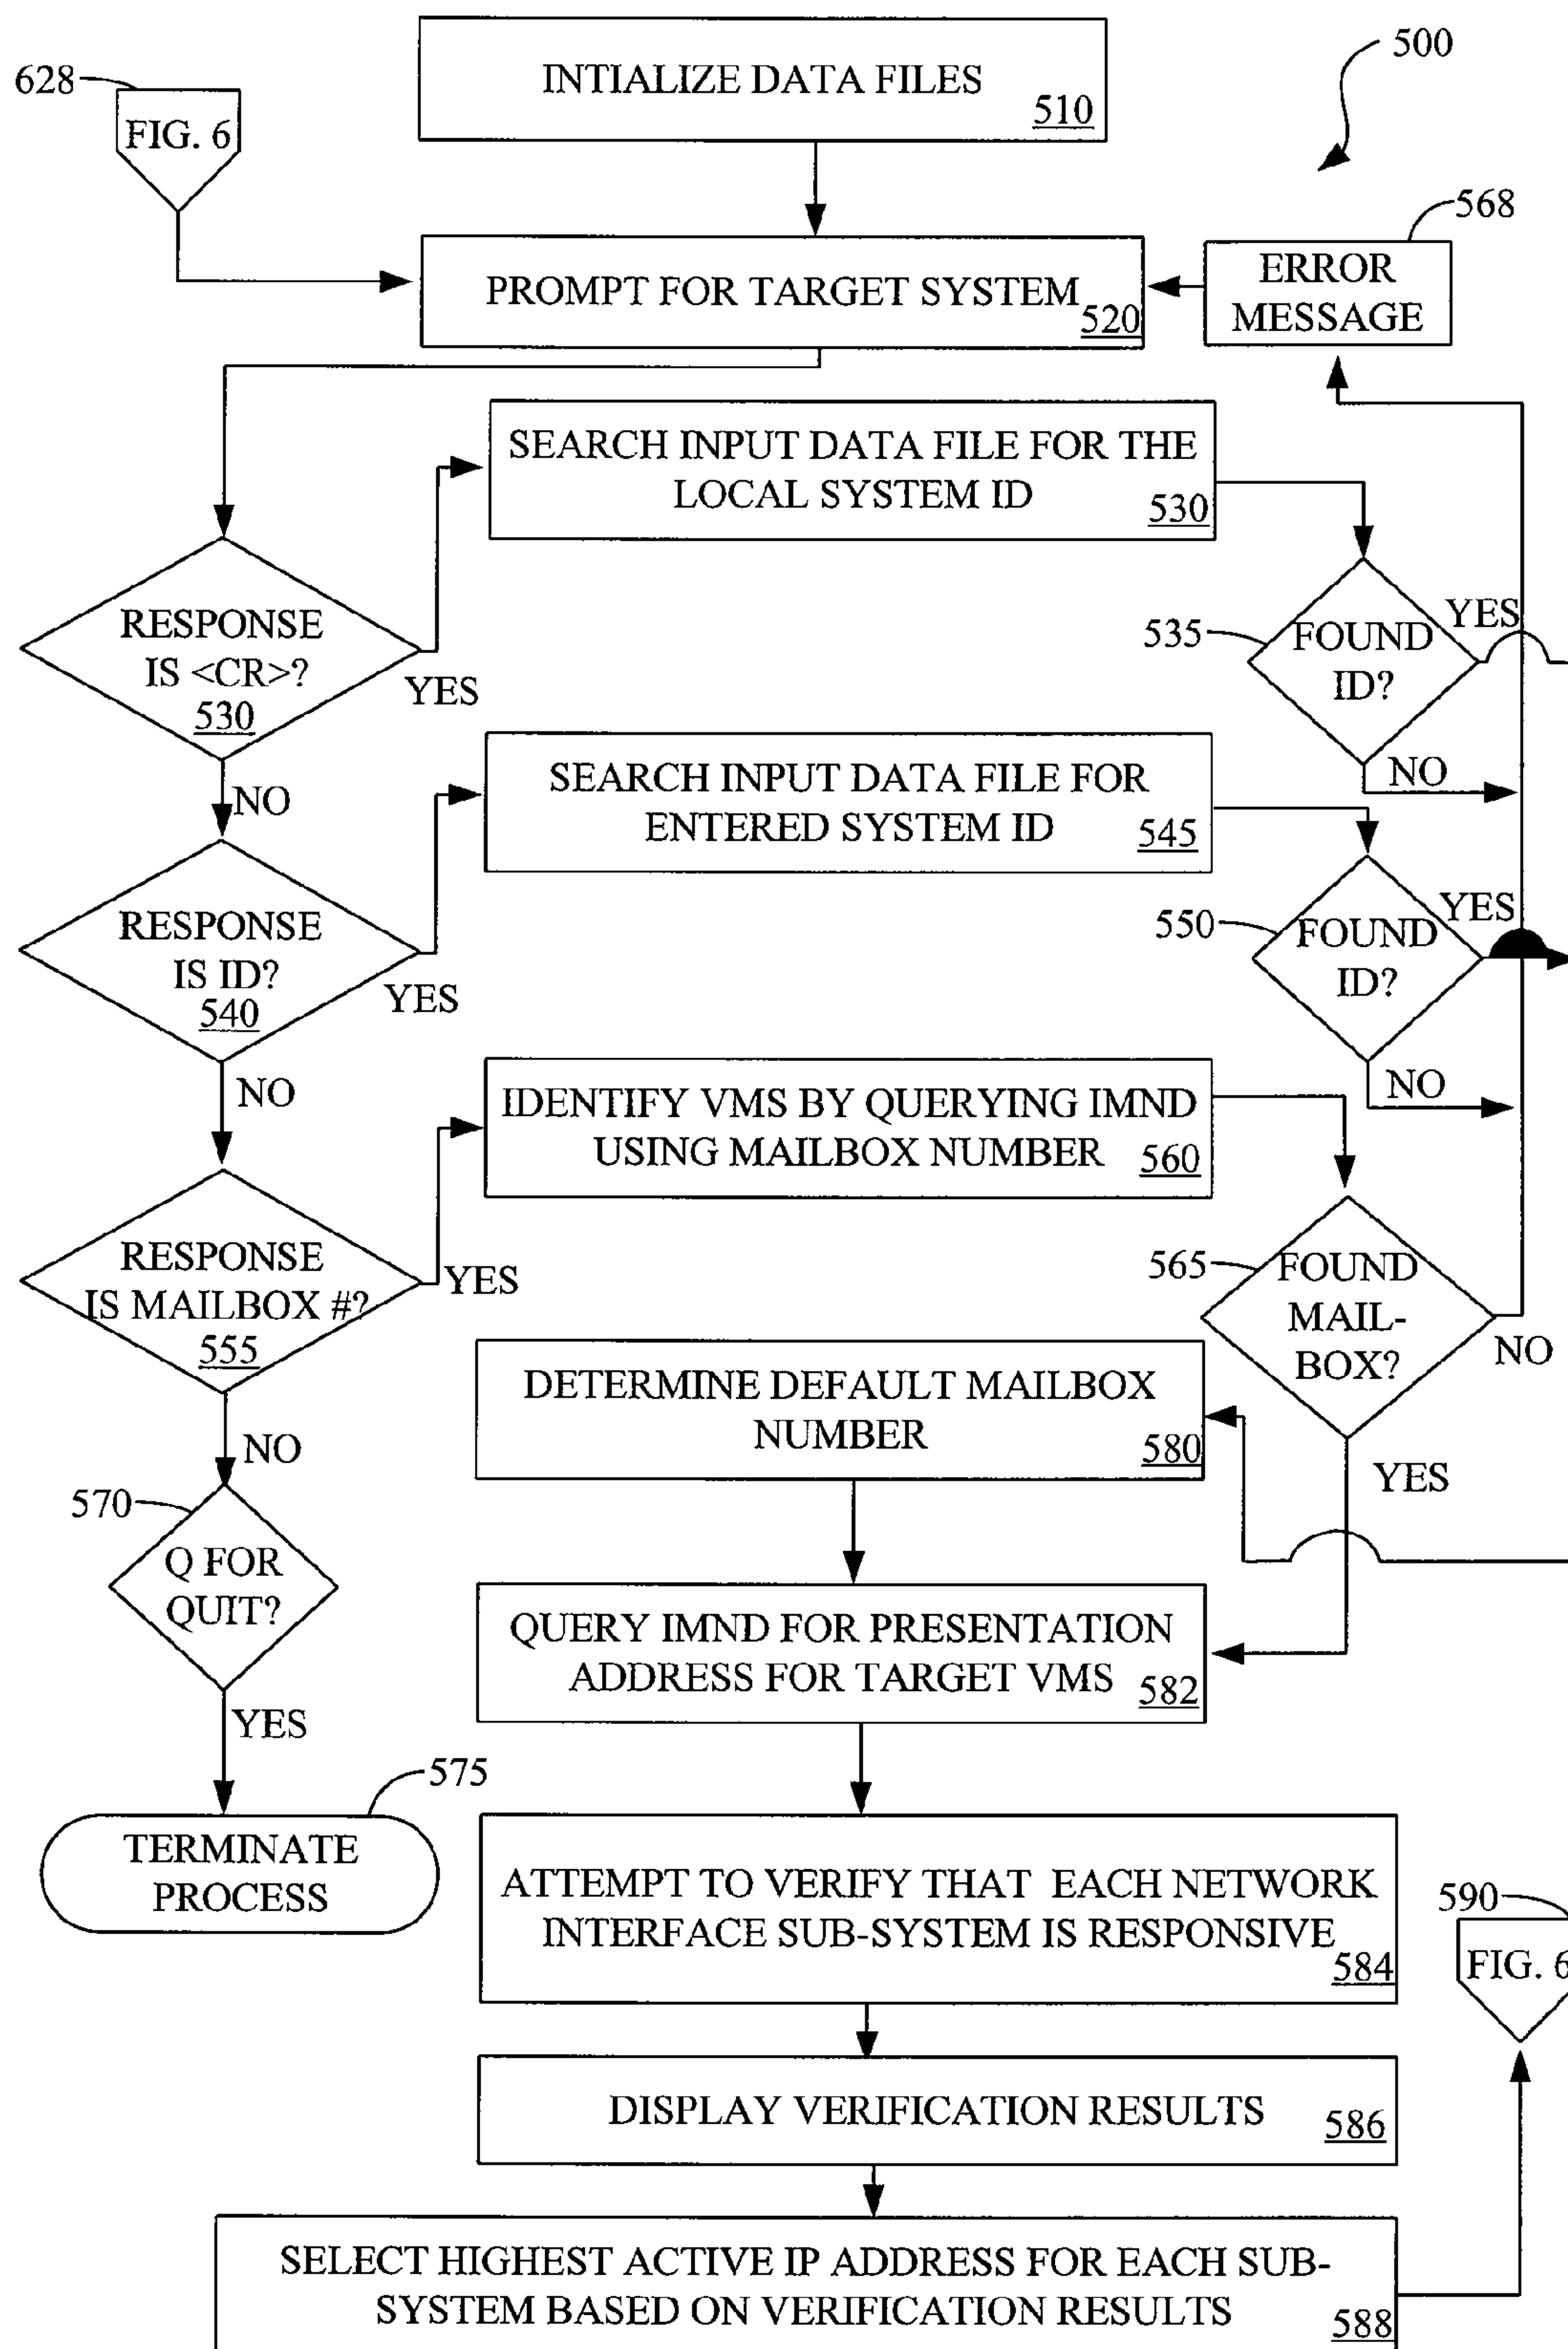 500
628
FIG. 6
INTIALIZE DATA FILES
510
568
PROMPT FOR TARGET SYSTEM
520
ERROR
MESSAGE
SEARCH INPUT DATA FILE FOR THE
LOCAL SYSTEM ID
530
RESPONSE
IS <CR>?
530
YES
NO
535
FOUND
ID?
YES
NO
SEARCH INPUT DATA FILE FOR
ENTERED SYSTEM ID
545
RESPONSE
IS ID?
540
YES
NO
550
FOUND
ID?
YES
NO
IDENTIFY VMS BY QUERYING IMND
USING MAILBOX NUMBER
560
RESPONSE
IS MAILBOX #?
555
YES
NO
565
FOUND
MAIL-
BOX?
NO
YES
DETERMINE DEFAULT MAILBOX
NUMBER
580
570
Q FOR
QUIT?
YES
QUERY IMND FOR PRESENTATION
ADDRESS FOR TARGET VMS
582
575
TERMINATE
PROCESS
ATTEMPT TO VERIFY THAT EACH NETWORK
INTERFACE SUB-SYSTEM IS RESPONSIVE
584
590
FIG. 6
DISPLAY VERIFICATION RESULTS
586
SELECT HIGHEST ACTIVE IP ADDRESS FOR EACH SUB-
SYSTEM BASED ON VERIFICATION RESULTS
588